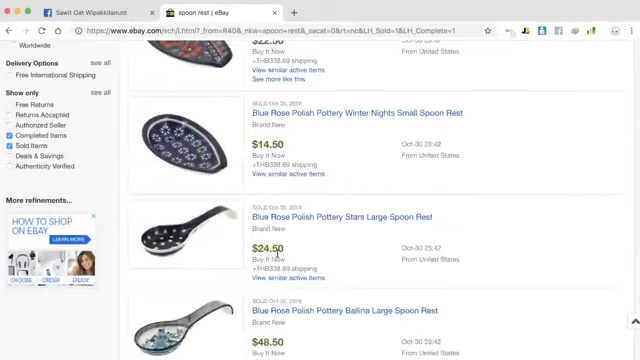 Sawit Oat Wipakkitanunt
spoon rest | eBay
https://www.ebay.com/sch/i.html?_from=R40&_nkw=spoon+rest&_sacat=0&rt=nc&LH_Sold=1&LH_Complete=1
Worldwide
Delivery Options see all
Free International Shipping
Show only see all
Free Returns
Returns Accepted
Authorized Seller
Completed Items
Sold Items
Deals & Savings
Authenticity Verified
More refinements...
HOW TO
SHOP
ON EBAY
LEARN MORE
CHOOSE ORDER ENJOY
$22.50
Buy It Now From United States
+THB338.69 shipping
View similar active items
See more like this
SOLD Oct 30, 2019
Blue Rose Polish Pottery Winter Nights Small Spoon Rest
Brand New
$14.50 Oct-30 23:42
Buy It Now From United States
+THB338.69 shipping
View similar active items
SOLD Oct 30, 2019
Blue Rose Polish Pottery Stars Large Spoon Rest
Brand New
$24.50 Oct-30 23:42
Buy It Now From United States
+THB338.69 shipping
View similar active items
Blue Rose Polish Pottery Ballina Large Spoon Rest
Brand New
$48.50 Oct-30 23:42
Buy It Now From United States